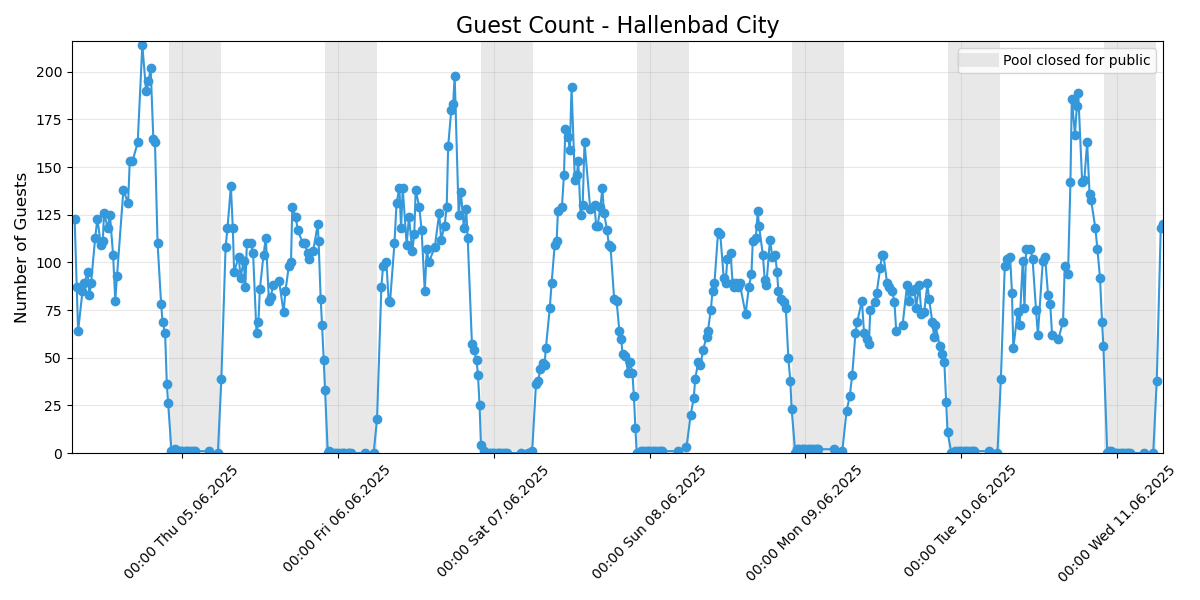 Guest Count - Hallenbad City
Pool closed for public
Number of Guests
200
175
150
125
100
75
50
25
0
00:00 Thu 05.06.2025
00:00 Fri 06.06.2025
00:00 Sat 07.06.2025
00:00 Sun 08.06.2025
00:00 Mon 09.06.2025
00:00 Tue 10.06.2025
00:00 Wed 11.06.2025